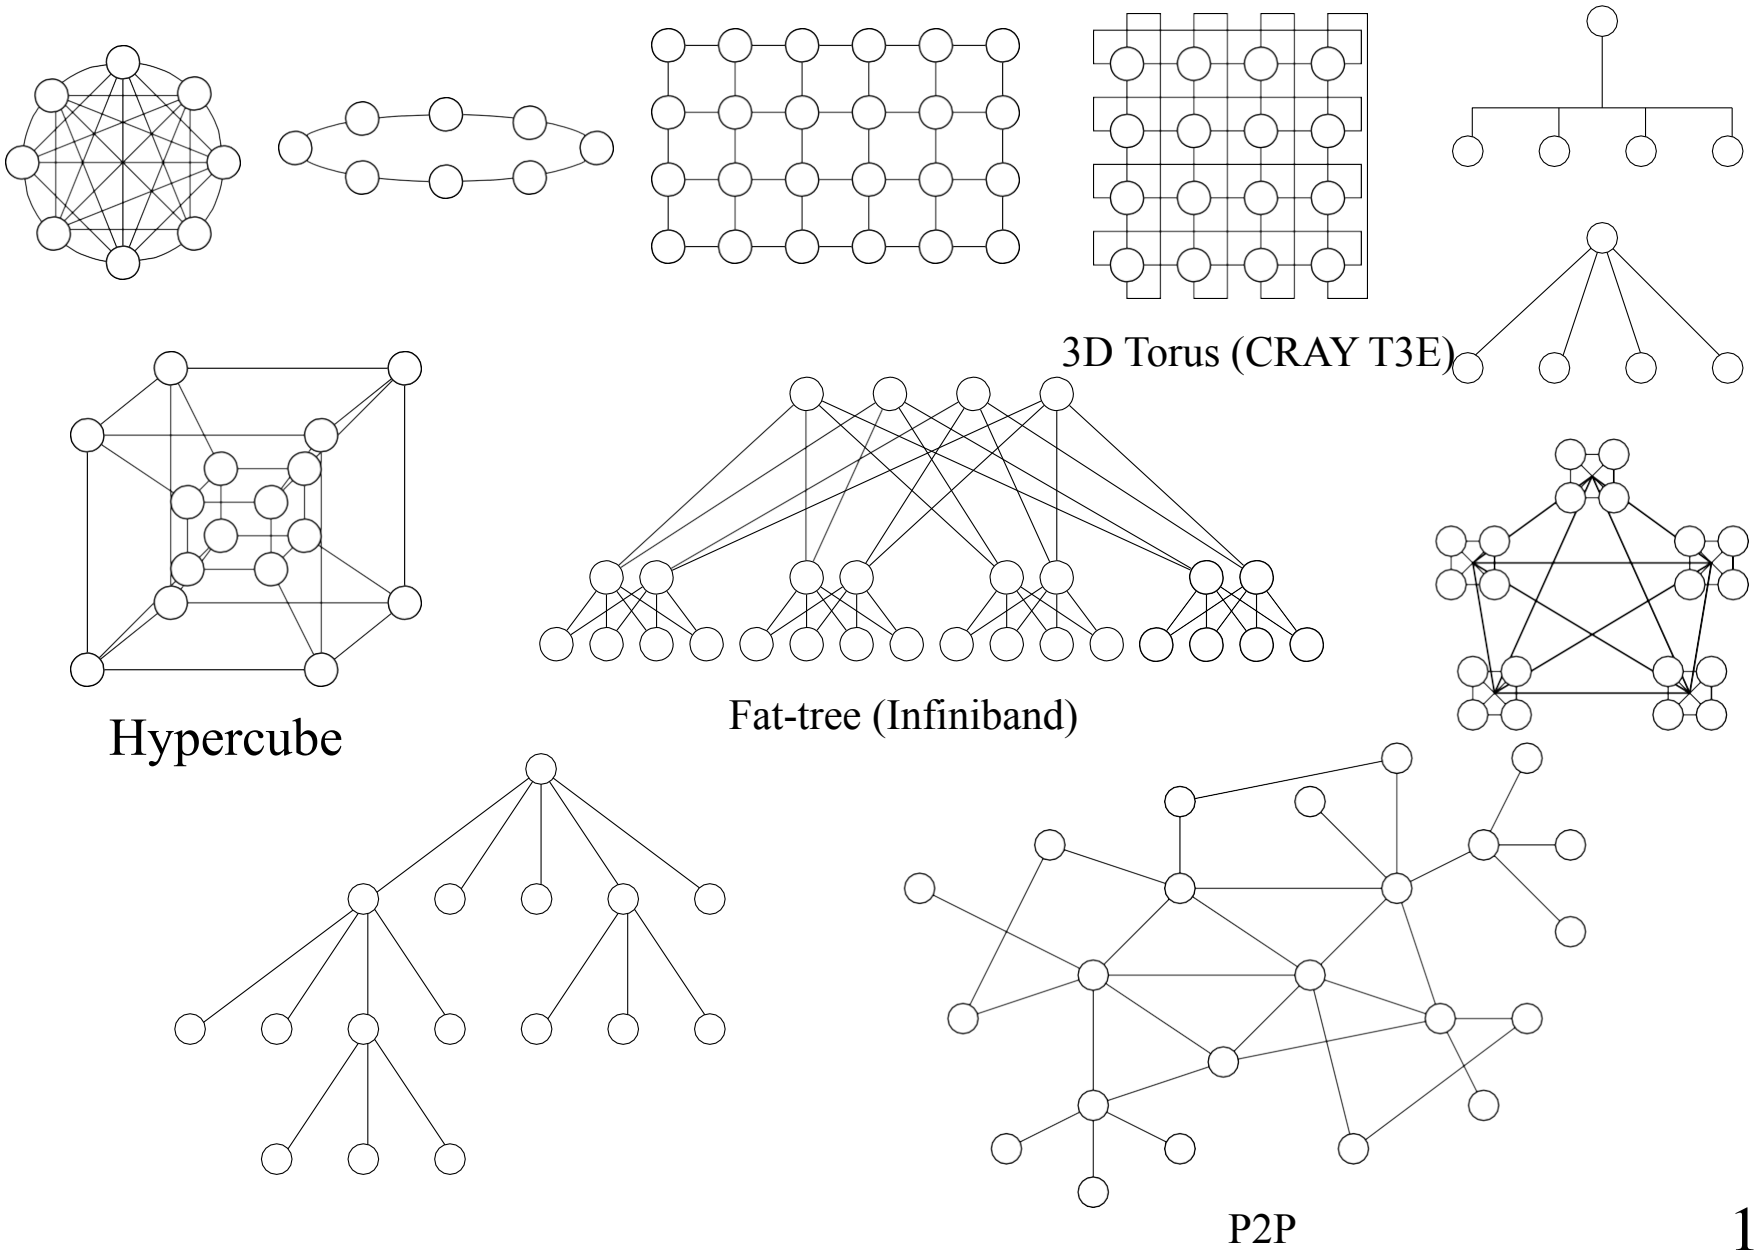 3D Torus (CRAY T3E)
Fat-tree (Infiniband)
Hypercube
P2P
1